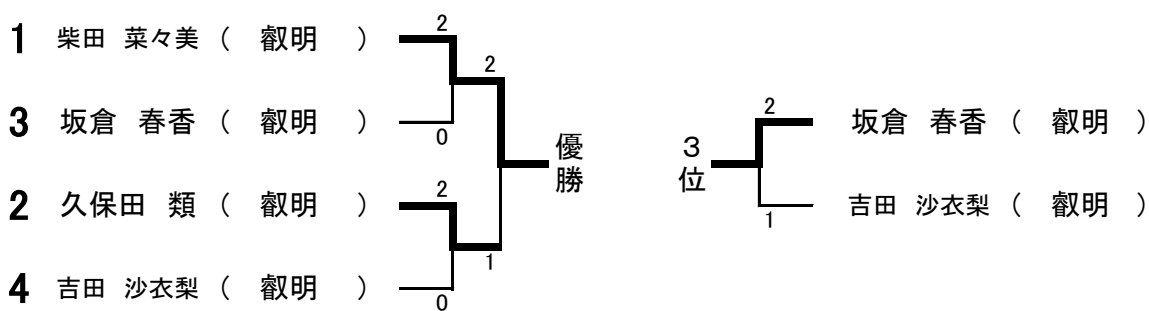 1 柴田 菜々美 ( 叡明 ) 2
2
3 坂倉 春香 ( 叡明 ) 0
優勝
2 久保田 類 ( 叡明 ) 2
1
4 吉田 沙衣梨 ( 叡明 ) 0
3位
2 坂倉 春香 ( 叡明 )
1 吉田 沙衣梨 ( 叡明 )